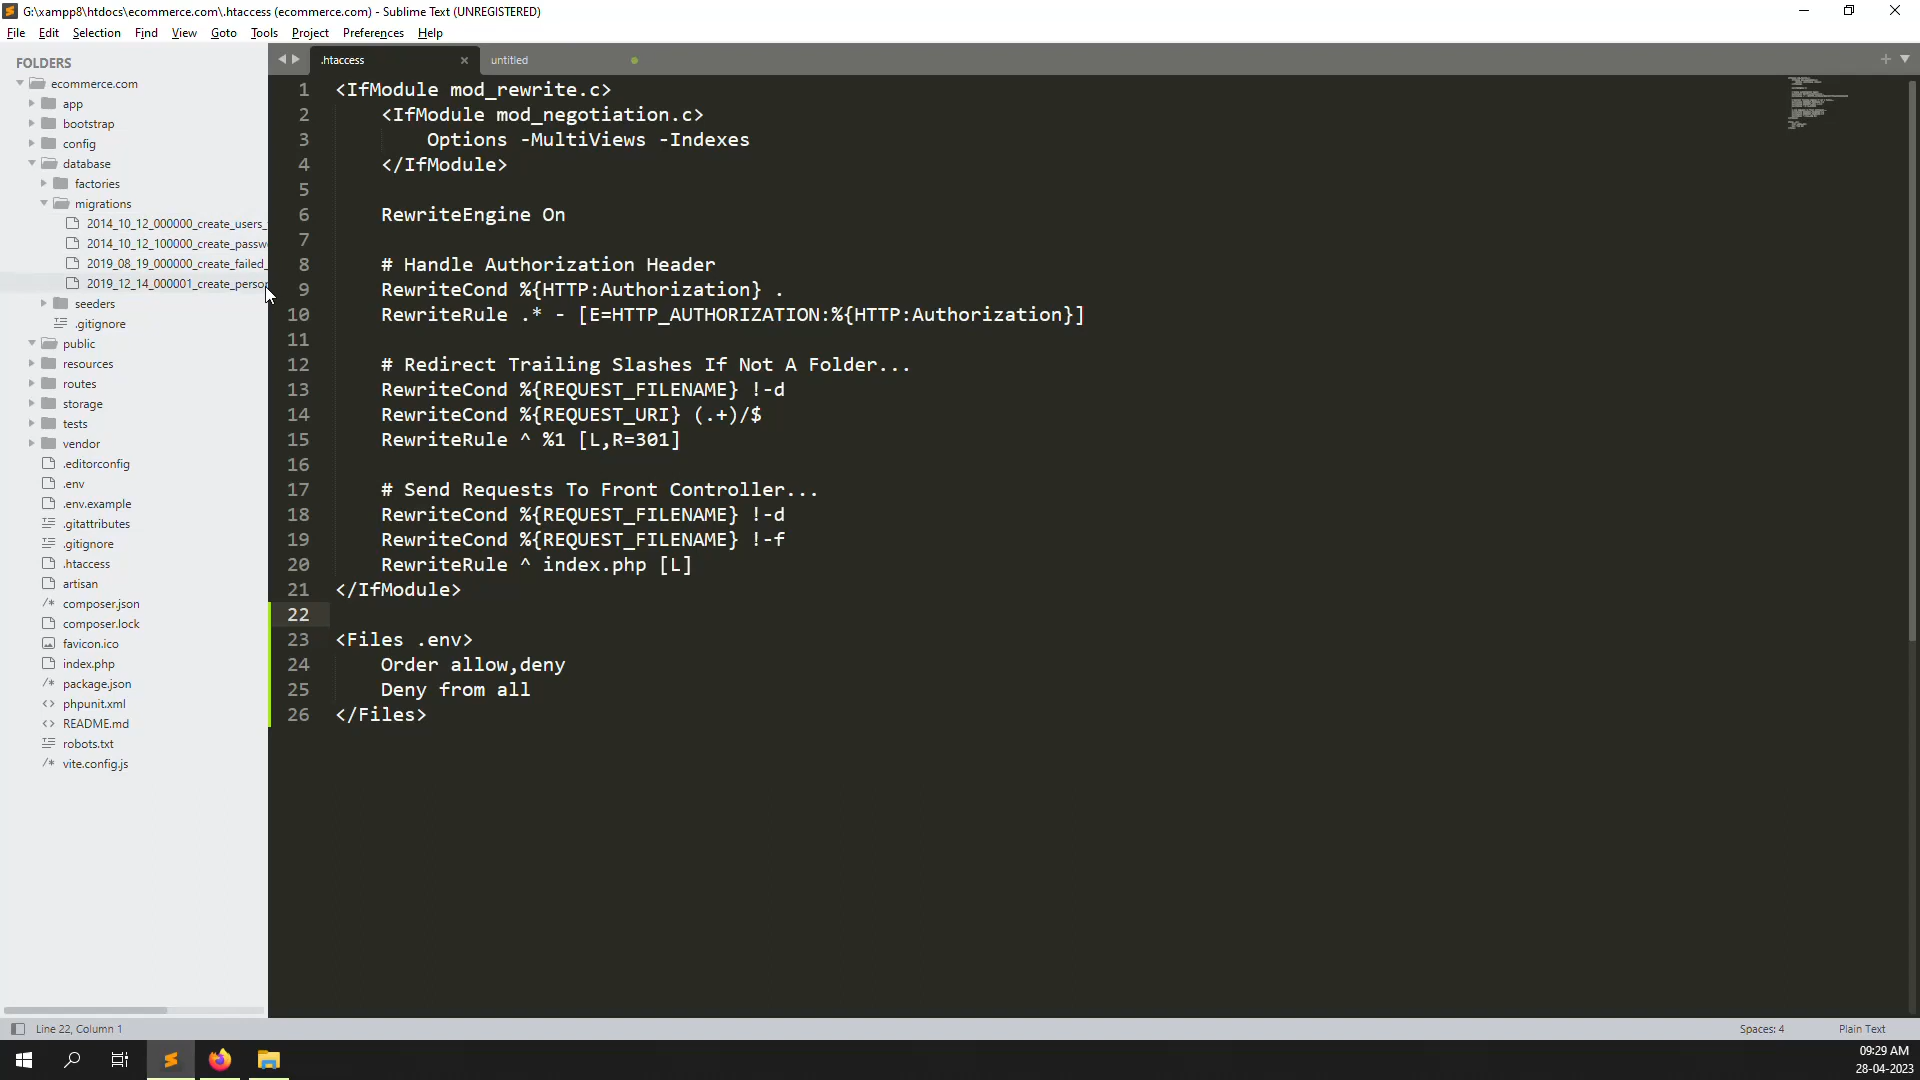 G:\xampp8\htdocs\ecommerce.com\.htaccess (ecommerce.com) - Sublime Text (UNREGISTERED)
File Edit Selection Find View Goto Tools Project Preferences Help
FOLDERS
ecommerce.com
app
bootstrap
config
database
factories
migrations
2014_10_12_000000_create_users_
2014_10_12_100000_create_passw
2019_08_19_000000_create_failed_
2019_12_14_000001_create_person
seeders
.gitignore
public
resources
routes
storage
tests
vendor
.editorconfig
.env
.env.example
.gitattributes
.gitignore
.htaccess
artisan
composer.json
composer.lock
favicon.ico
index.php
package.json
phpunit.xml
README.md
robots.txt
vite.config.js
.htaccess untitled
1 <IfModule mod_rewrite.c>
2 <IfModule mod_negotiation.c>
3 Options -MultiViews -Indexes
4 </IfModule>
5
6 RewriteEngine On
7
8 # Handle Authorization Header
9 RewriteCond %{HTTP:Authorization} .
10 RewriteRule .* - [E=HTTP_AUTHORIZATION:%{HTTP:Authorization}]
11
12 # Redirect Trailing Slashes If Not A Folder...
13 RewriteCond %{REQUEST_FILENAME} !-d
14 RewriteCond %{REQUEST_URI} (.+)/$
15 RewriteRule ^ %1 [L,R=301]
16
17 # Send Requests To Front Controller...
18 RewriteCond %{REQUEST_FILENAME} !-d
19 RewriteCond %{REQUEST_FILENAME} !-f
20 RewriteRule ^ index.php [L]
21 </IfModule>
22
23 <Files .env>
24 Order allow,deny
25 Deny from all
26 </Files>
Line 22, Column 1 Spaces: 4 Plain Text
09:29 AM
28-04-2023